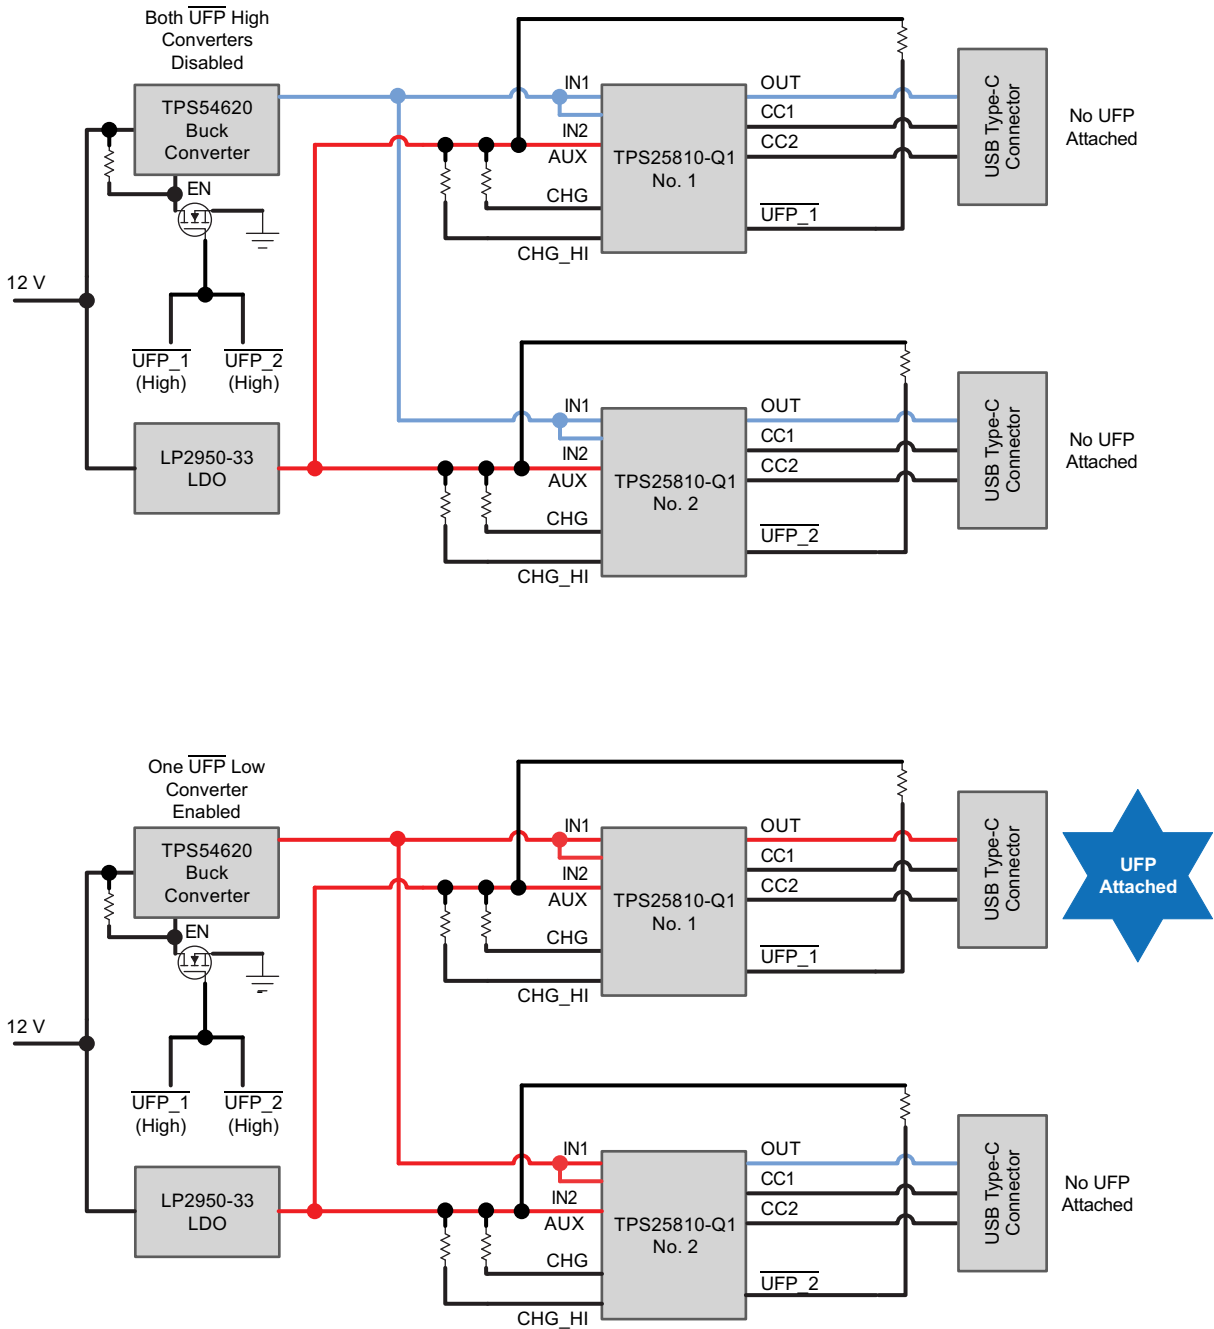 Both UFP High
Converters
Disabled
TPS54620
Buck
Converter
EN
12 V
UFP_1
(High)
UFP_2
(High)
LP2950-33
LDO
IN1
IN2
AUX
CHG
CHG_HI
TPS25810-Q1
No. 1
OUT
CC1
CC2
UFP_1
USB Type-C
Connector
No UFP
Attached
IN1
IN2
AUX
CHG
CHG_HI
TPS25810-Q1
No. 2
OUT
CC1
CC2
UFP_2
USB Type-C
Connector
No UFP
Attached
One UFP Low
Converter
Enabled
TPS54620
Buck
Converter
EN
12 V
UFP_1
(High)
UFP_2
(High)
LP2950-33
LDO
IN1
IN2
AUX
CHG
CHG_HI
TPS25810-Q1
No. 1
OUT
CC1
CC2
UFP_1
USB Type-C
Connector
UFP
Attached
IN1
IN2
AUX
CHG
CHG_HI
TPS25810-Q1
No. 2
OUT
CC1
CC2
UFP_2
USB Type-C
Connector
No UFP
Attached